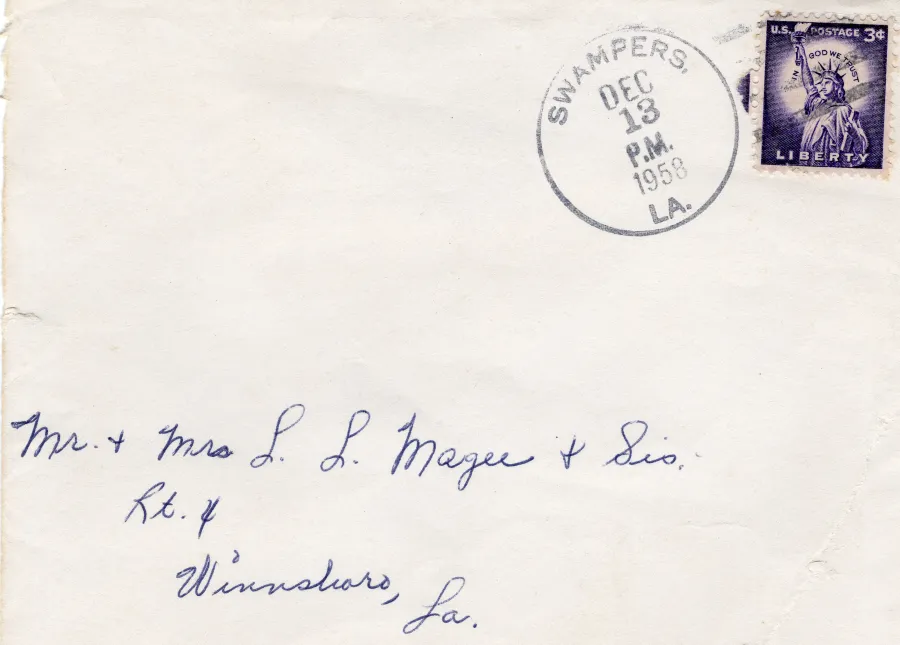 U.S. POSTAGE 3¢
IN GOD WE TRUST
LIBERTY
SWAMPERS,
DEC
13
P.M.
1958
LA.
Mr. + Mrs L. L. Magee + Sis.
Rt. 4
Winnsboro,
La.